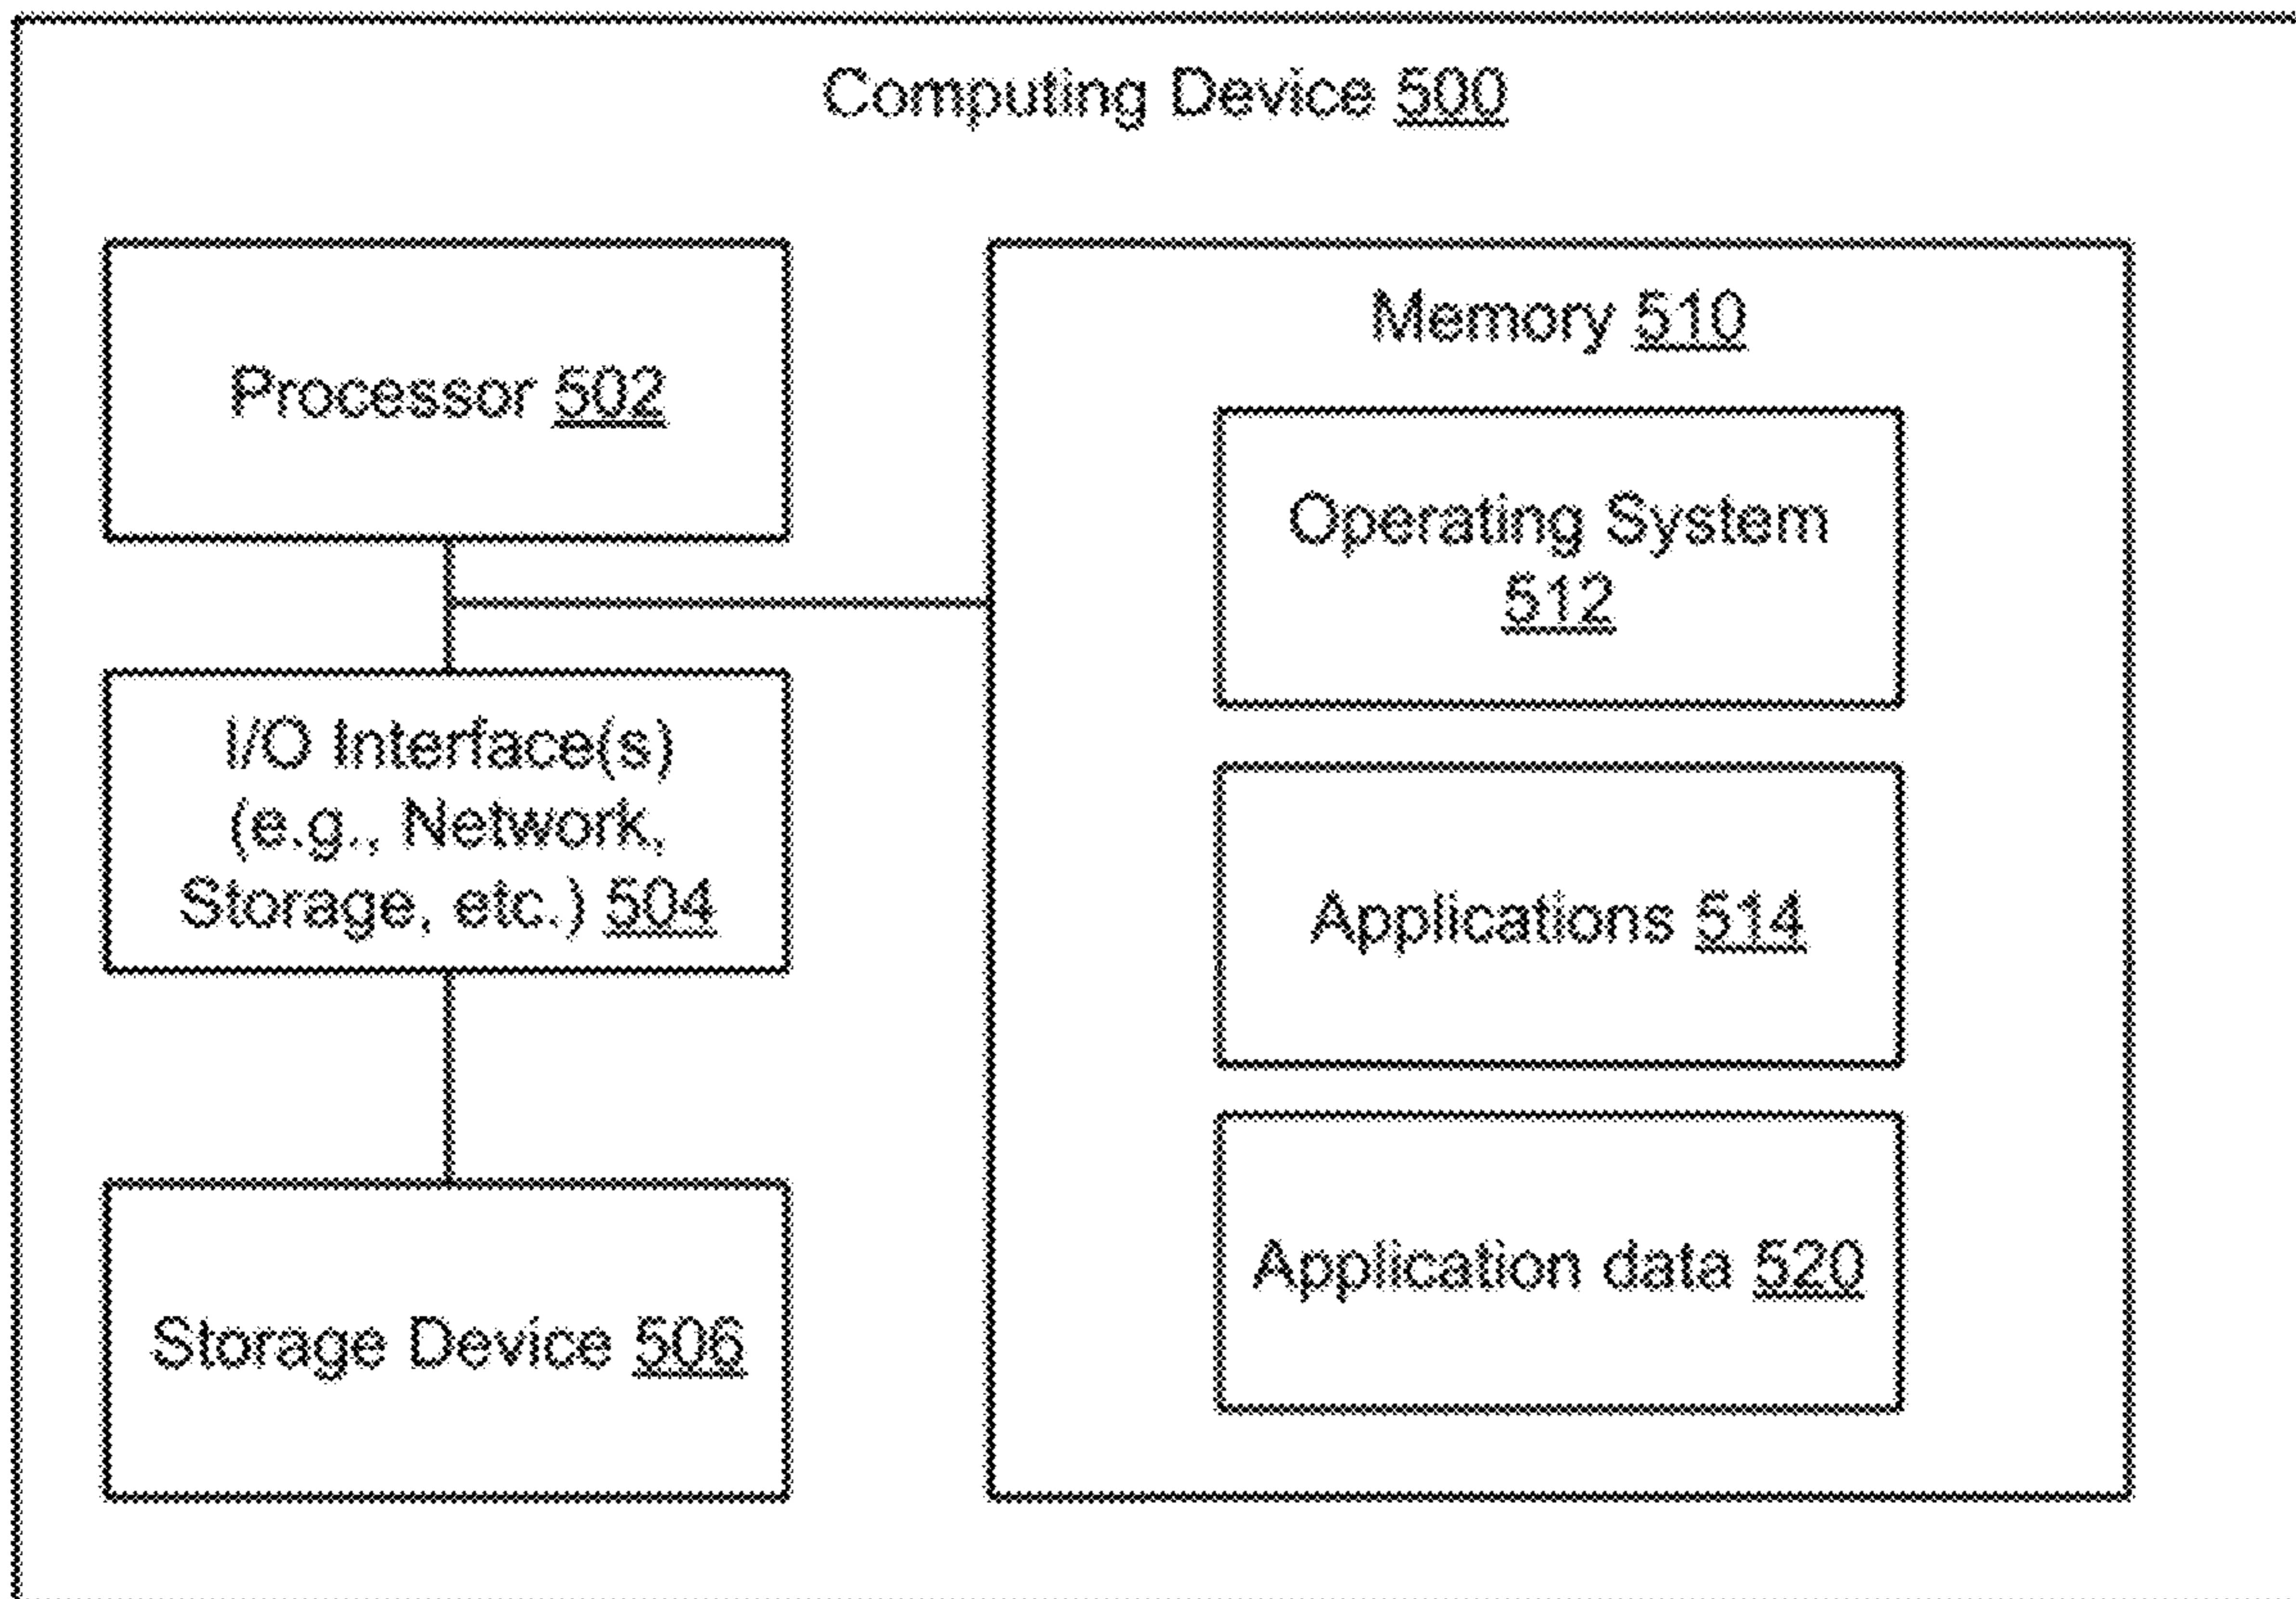 Computing Device 500
Processor 502
I/O Interface(s)
(e.g., Network,
Storage, etc.) 504
Storage Device 506
Memory 510
Operating System
512
Applications 514
Application data 520